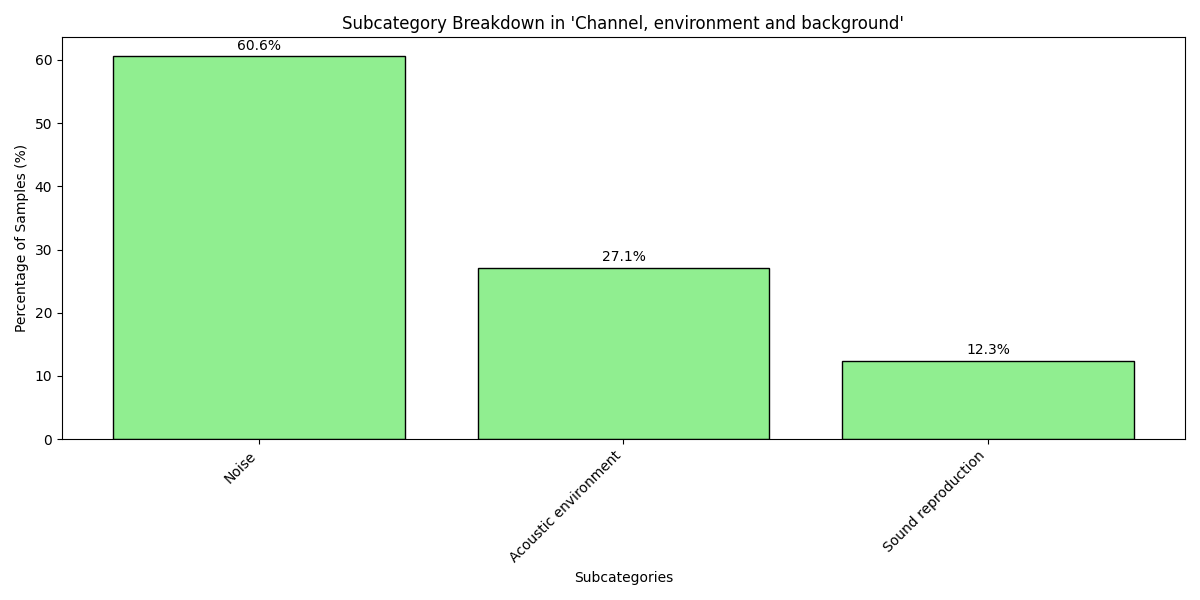 Subcategory Breakdown in 'Channel, environment and background'
Percentage of Samples (%)
60
50
40
30
20
10
0
60.6%
27.1%
12.3%
Noise
Acoustic environment
Sound reproduction
Subcategories